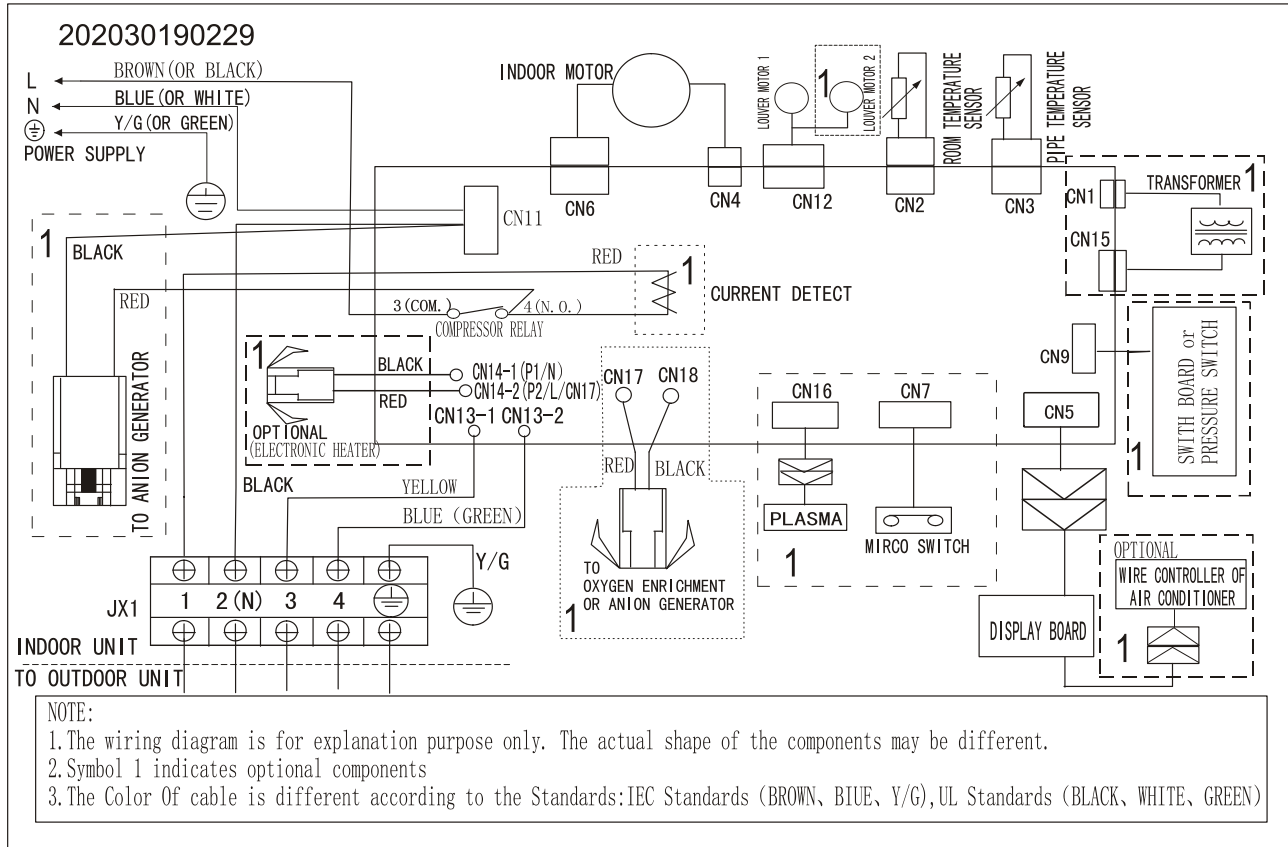 202030190229
L
BROWN(OR BLACK)
N
BLUE(OR WHITE)
Y/G(OR GREEN)
POWER SUPPLY
INDOOR MOTOR
LOUVER MOTOR 1
1
LOUVER MOTOR 2
ROOM TEMPERATURE
SENSOR
PIPE TEMPERATURE
SENSOR
CN6
CN4
CN12
CN2
CN3
CN1
TRANSFORMER
1
CN15
CN11
1
BLACK
RED
TO ANION GENERATOR
RED
1
CURRENT DETECT
3(COM.)
4(N.O.)
COMPRESSOR RELAY
1
BLACK
RED
OPTIONAL
(ELECTRONIC HEATER)
CN14-1(P1/N)
CN14-2(P2/L/CN17)
CN13-1
CN13-2
CN17
CN18
RED
BLACK
TO
OXYGEN ENRICHMENT
OR ANION GENERATOR
1
CN16
CN7
PLASMA
MIRCO SWITCH
1
CN9
SWITH BOARD or
PRESSURE SWITCH
1
CN5
DISPLAY BOARD
OPTIONAL
WIRE CONTROLLER OF
AIR CONDITIONER
1
BLACK
YELLOW
BLUE (GREEN)
Y/G
JX1
1
2(N)
3
4
INDOOR UNIT
TO OUTDOOR UNIT
NOTE:
1.The wiring diagram is for explanation purpose only. The actual shape of the components may be different.
2.Symbol 1 indicates optional components
3.The Color Of cable is different according to the Standards:IEC Standards (BROWN、BIUE、Y/G),UL Standards (BLACK、WHITE、GREEN)